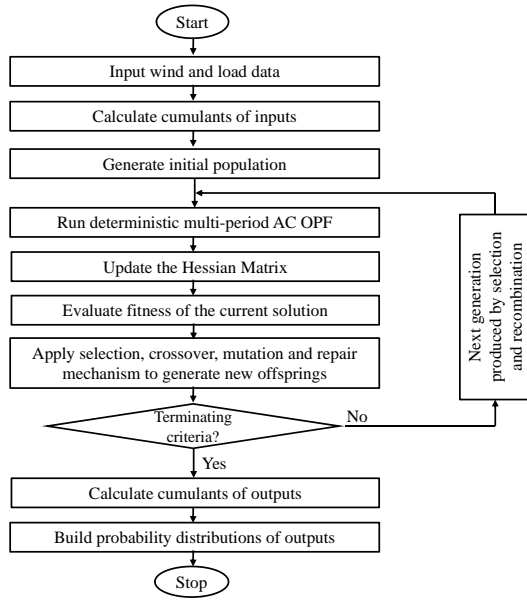 Start
Input wind and load data
Calculate cumulants of inputs
Generate initial population
Run deterministic multi-period AC OPF
Update the Hessian Matrix
Evaluate fitness of the current solution
Apply selection, crossover, mutation and repair
mechanism to generate new offsprings
Terminating
criteria?
No
Next generation
produced by selection
and recombination
Yes
Calculate cumulants of outputs
Build probability distributions of outputs
Stop